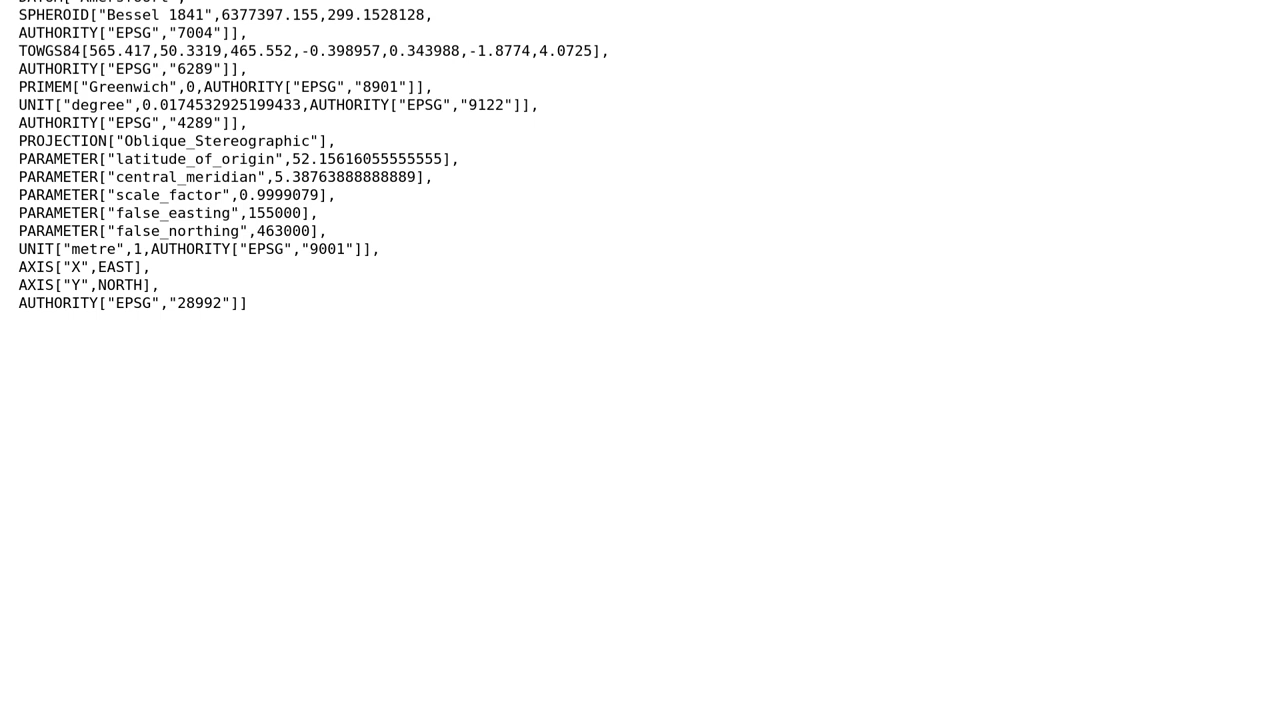 SPHEROID["Bessel 1841",6377397.155,299.1528128,
AUTHORITY["EPSG","7004"]],
TOWGS84[565.417,50.3319,465.552,-0.398957,0.343988,-1.8774,4.0725],
AUTHORITY["EPSG","6289"]],
PRIMEM["Greenwich",0,AUTHORITY["EPSG","8901"]],
UNIT["degree",0.0174532925199433,AUTHORITY["EPSG","9122"]],
AUTHORITY["EPSG","4289"]],
PROJECTION["Oblique_Stereographic"],
PARAMETER["latitude_of_origin",52.15616055555555],
PARAMETER["central_meridian",5.38763888888889],
PARAMETER["scale_factor",0.9999079],
PARAMETER["false_easting",155000],
PARAMETER["false_northing",463000],
UNIT["metre",1,AUTHORITY["EPSG","9001"]],
AXIS["X",EAST],
AXIS["Y",NORTH],
AUTHORITY["EPSG","28992"]]